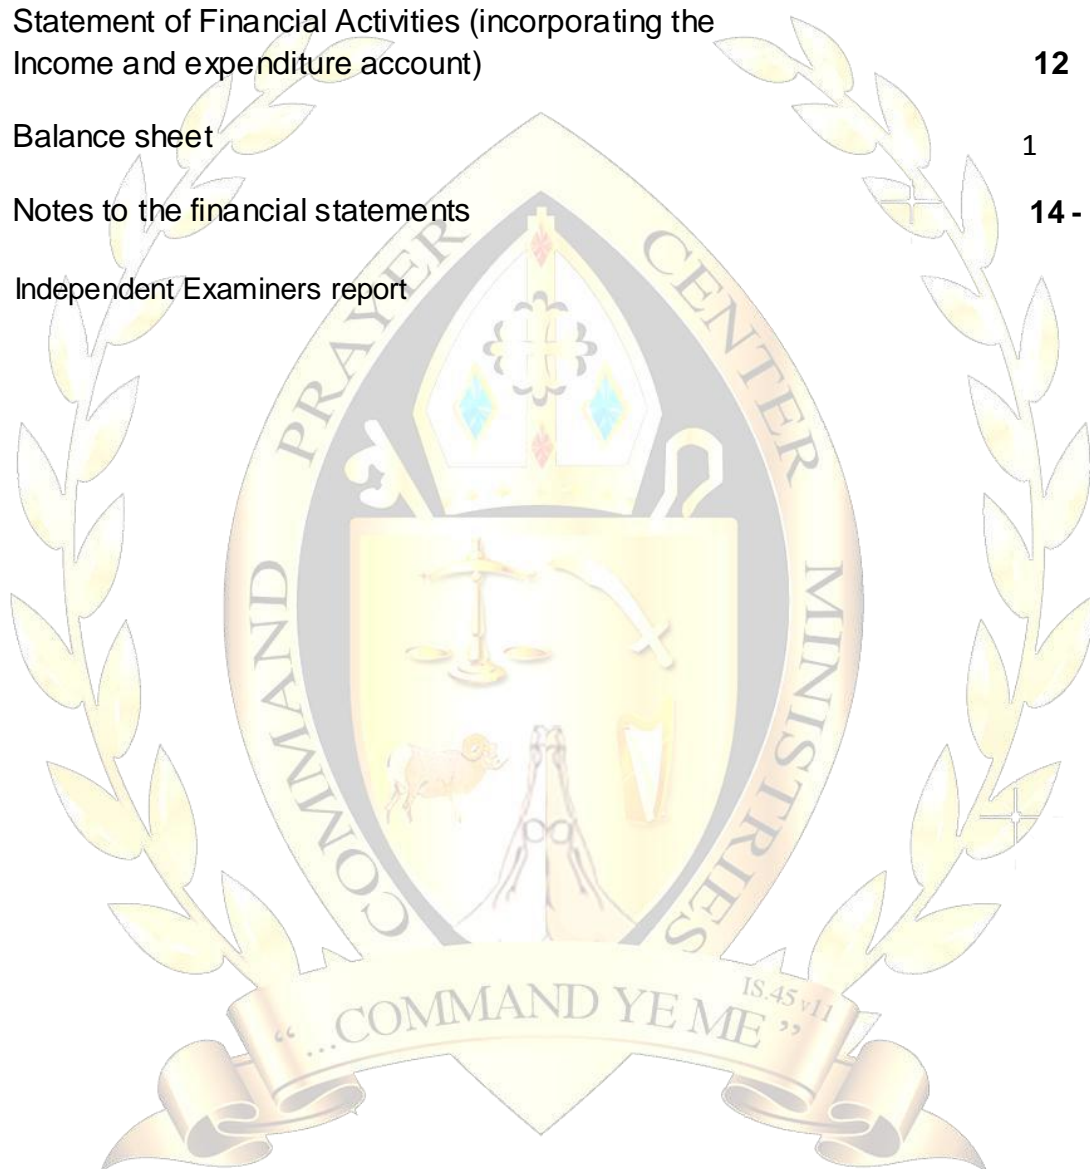 Statement of Financial Activities (incorporating the
Income and expenditure account) 12
Balance sheet 1
Notes to the financial statements 14 -
Independent Examiners report
COMMAND PRAYER CENTER MINISTRIES
“ ...COMMAND YE ME ”
IS.45 v11